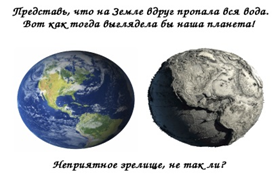 Представь, что на Земле вдруг пропала вся вода.
Вот как тогда выглядела бы наша планета!
Неприятное зрелище, не так ли?